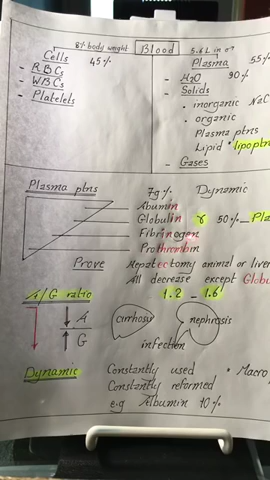 8% body weight Blood 5.6 L in ♂
Cells 45%
- RBCs
- WBCs
- Platelets
Plasma 55%
- H2O 90%
- Solids
• inorganic NaC
• organic
Plasma ptns
Lipid • lipoptn
- Gases
Plasma ptns 7g% Dynamic
Abumin
Globulin γ 50% Pla
Fibrinogen
Prothrombin
Prove Hepatectomy animal or liver
All decrease except Globu
A/G ratio 1.2 - 1.6
↓ A
↑ G
cirrhosis nephrosis
infection
Dynamic Constantly used • Macro
Constantly reformed
e.g Albumin 10%